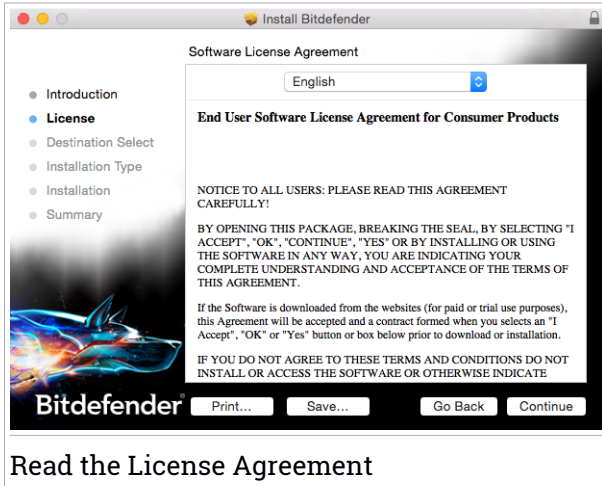 Install Bitdefender
Software License Agreement
English
Introduction
License
Destination Select
Installation Type
Installation
Summary
End User Software License Agreement for Consumer Products
NOTICE TO ALL USERS: PLEASE READ THIS AGREEMENT
CAREFULLY!
BY OPENING THIS PACKAGE, BREAKING THE SEAL, BY SELECTING "I
ACCEPT", "OK", "CONTINUE", "YES" OR BY INSTALLING OR USING
THE SOFTWARE IN ANY WAY, YOU ARE INDICATING YOUR
COMPLETE UNDERSTANDING AND ACCEPTANCE OF THE TERMS OF
THIS AGREEMENT.
If the Software is downloaded from the websites (for paid or trial use purposes),
this Agreement will be accepted and a contract formed when you selects an "I
Accept", "OK" or "Yes" button or box below prior to download or installation.
IF YOU DO NOT AGREE TO THESE TERMS AND CONDITIONS DO NOT
INSTALL OR ACCESS THE SOFTWARE OR OTHERWISE INDICATE
Bitdefender
Print... Save... Go Back Continue
Read the License Agreement